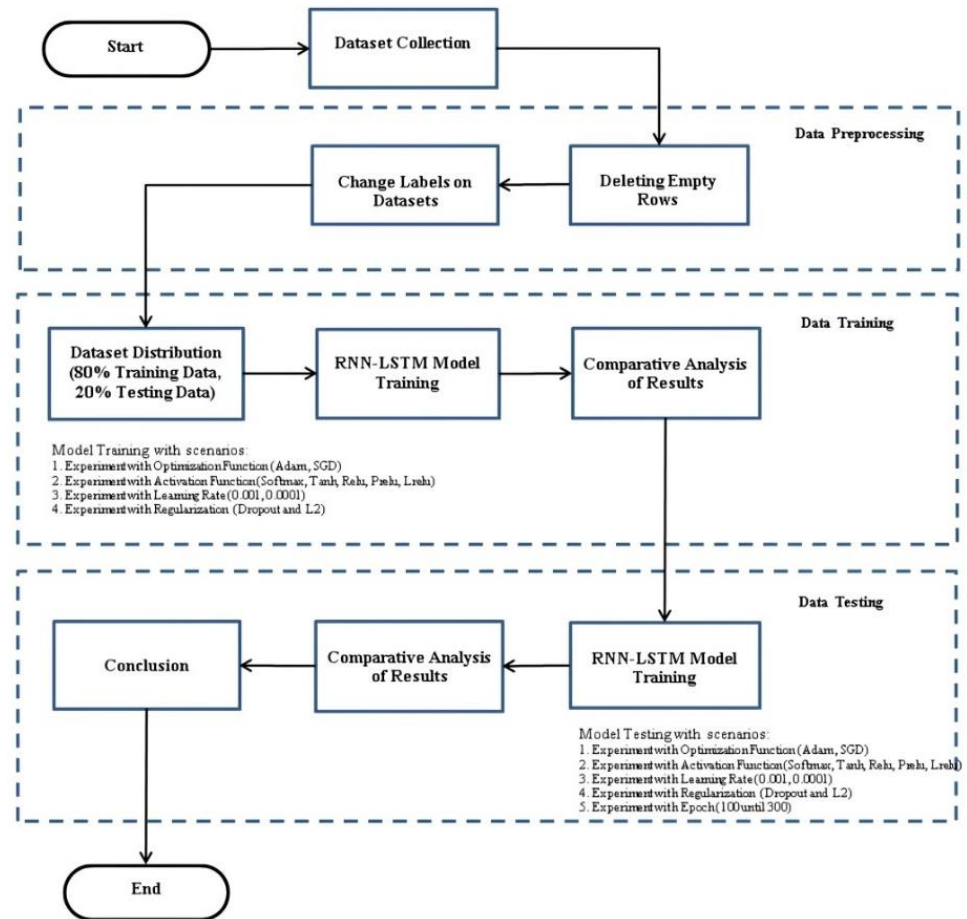 Start
Dataset Collection
Data Preprocessing
Change Labels on
Datasets
Deleting Empty
Rows
Data Training
Dataset Distribution
(80% Training Data,
20% Testing Data)
RNN-LSTM Model
Training
Comparative Analysis
of Results
Model Training with scenarios:
1. Experiment with Optimization Function (Adam, SGD)
2. Experiment with Activation Function (Softmax, Tanh, Relu, Prelu, Lrelu)
3. Experiment with Learning Rate (0.001, 0.0001)
4. Experiment with Regularization (Dropout and L2)
Data Testing
Conclusion
Comparative Analysis
of Results
RNN-LSTM Model
Training
Model Testing with scenarios:
1. Experiment with Optimization Function (Adam, SGD)
2. Experiment with Activation Function (Softmax, Tanh, Relu, Prelu, Lrelu)
3. Experiment with Learning Rate (0.001, 0.0001)
4. Experiment with Regularization (Dropout and L2)
5. Experiment with Epoch (100 until 300)
End